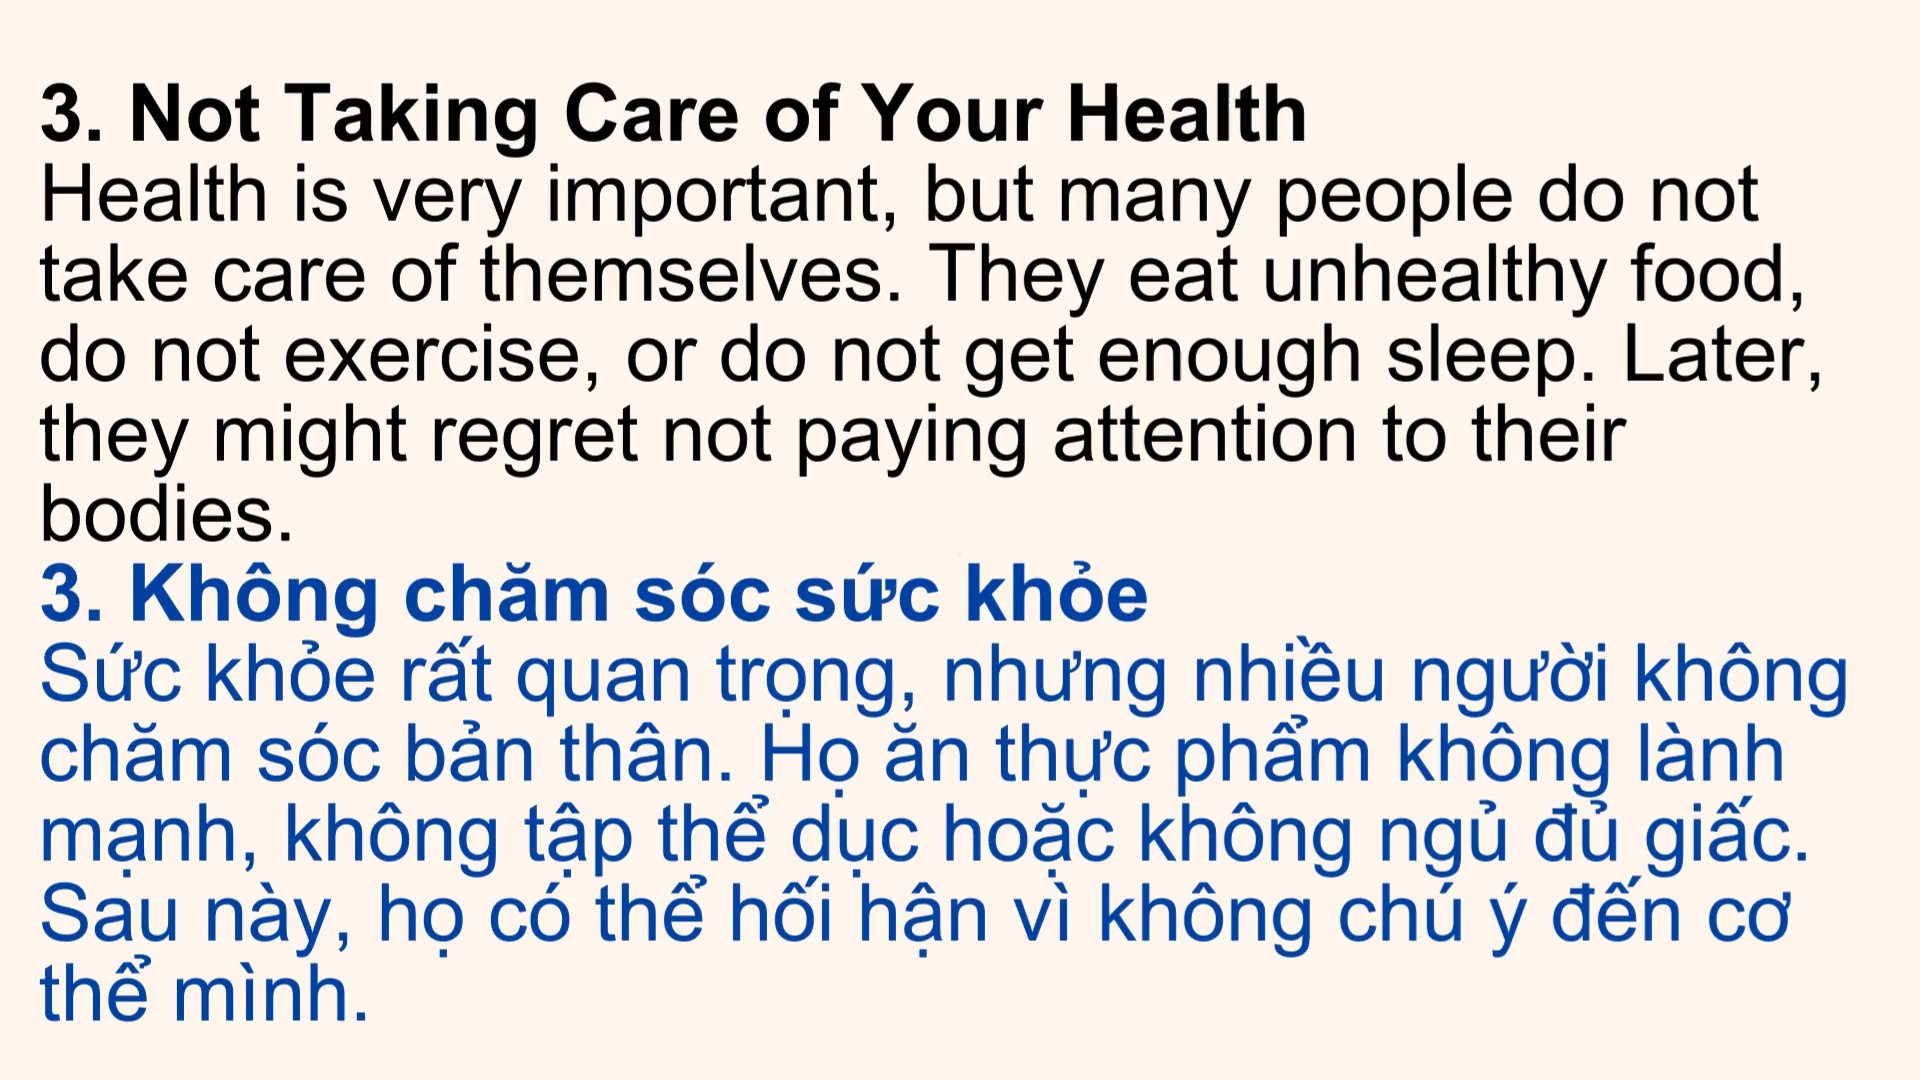 3. Not Taking Care of Your Health
Health is very important, but many people do not
take care of themselves. They eat unhealthy food,
do not exercise, or do not get enough sleep. Later,
they might regret not paying attention to their
bodies.
3. Không chăm sóc sức khỏe
Sức khỏe rất quan trọng, nhưng nhiều người không
chăm sóc bản thân. Họ ăn thực phẩm không lành
mạnh, không tập thể dục hoặc không ngủ đủ giấc.
Sau này, họ có thể hối hận vì không chú ý đến cơ
thể mình.